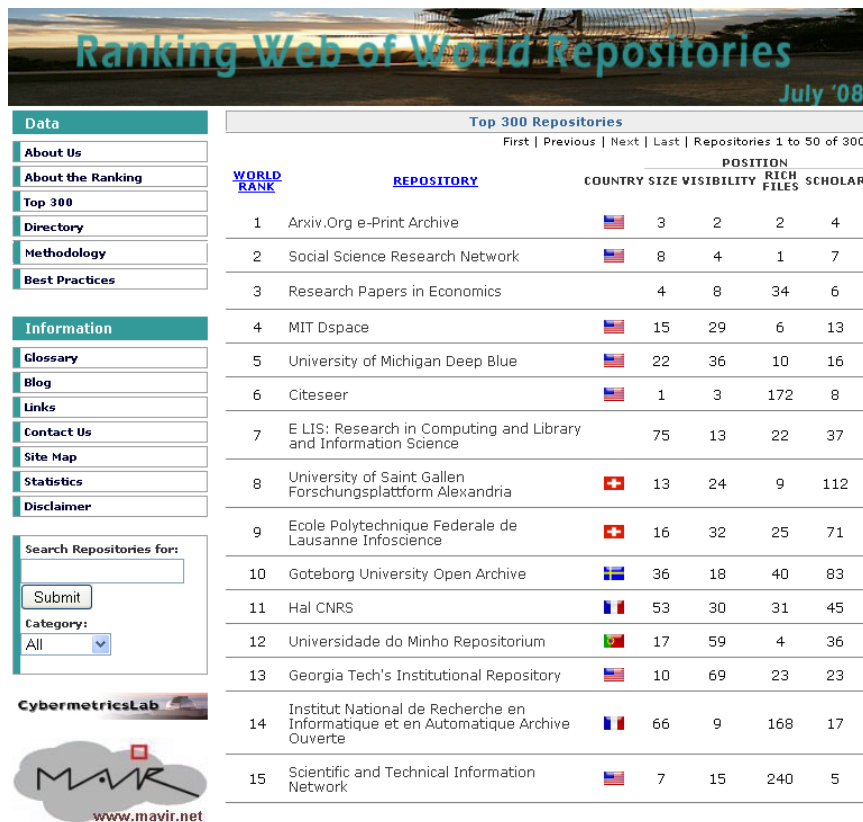 Ranking Web of World Repositories
July '08
Data
About Us
About the Ranking
Top 300
Directory
Methodology
Best Practices
Information
Glossary
Blog
Links
Contact Us
Site Map
Statistics
Disclaimer
Search Repositories for:
Submit
Category:
All
CybermetricsLab
MAVIR
www.mavir.net
Top 300 Repositories
First | Previous | Next | Last | Repositories 1 to 50 of 300
POSITION
WORLD RANK REPOSITORY COUNTRY SIZE VISIBILITY RICH FILES SCHOLAR
1 Arxiv.Org e-Print Archive 3 2 2 4
2 Social Science Research Network 8 4 1 7
3 Research Papers in Economics 4 8 34 6
4 MIT Dspace 15 29 6 13
5 University of Michigan Deep Blue 22 36 10 16
6 Citeseer 1 3 172 8
7 E LIS: Research in Computing and Library
and Information Science 75 13 22 37
8 University of Saint Gallen
Forschungsplattform Alexandria 13 24 9 112
9 Ecole Polytechnique Federale de
Lausanne Infoscience 16 32 25 71
10 Goteborg University Open Archive 36 18 40 83
11 Hal CNRS 53 30 31 45
12 Universidade do Minho Repositorium 17 59 4 36
13 Georgia Tech's Institutional Repository 10 69 23 23
14 Institut National de Recherche en
Informatique et en Automatique Archive
Ouverte 66 9 168 17
15 Scientific and Technical Information
Network 7 15 240 5